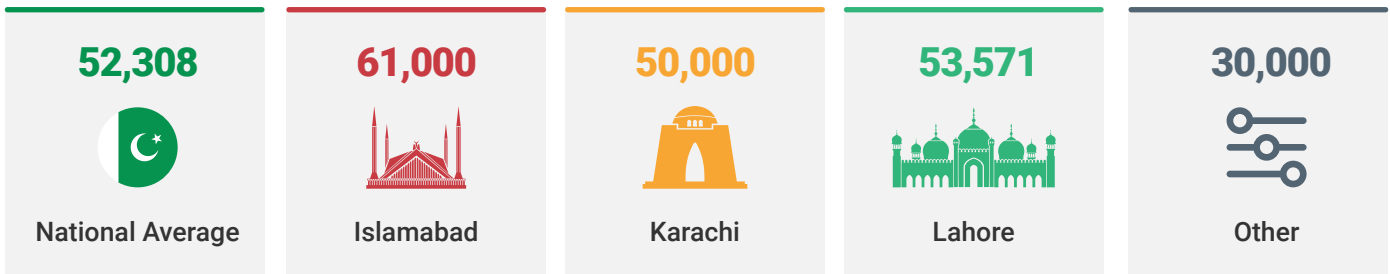 52,308
National Average
61,000
Islamabad
50,000
Karachi
53,571
Lahore
30,000
Other